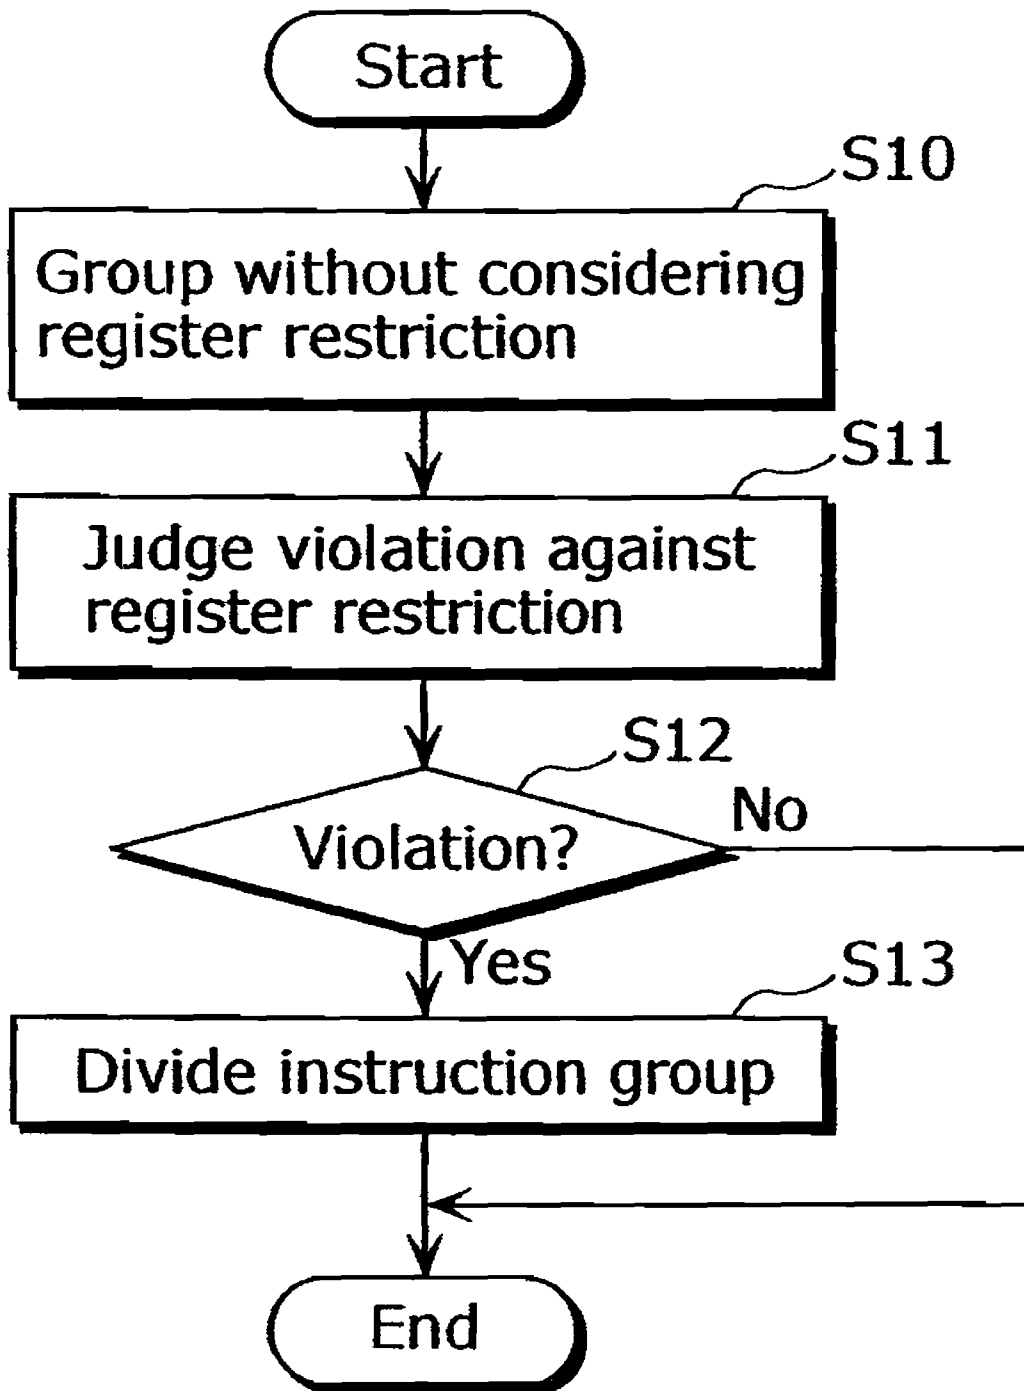 Start
S10
Group without considering
register restriction
S11
Judge violation against
register restriction
S12
No
Violation?
Yes
S13
Divide instruction group
End